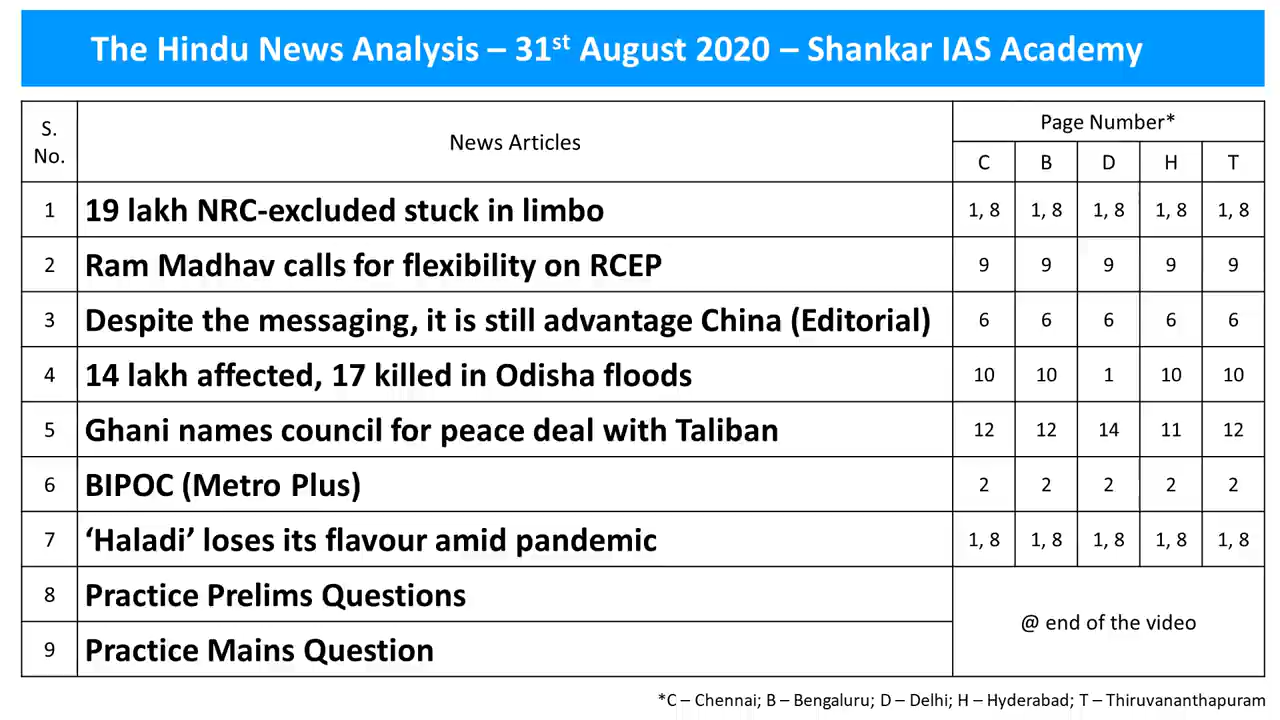 The Hindu News Analysis – 31st August 2020 – Shankar IAS Academy
S. No. News Articles Page Number*
C B D H T
1 19 lakh NRC-excluded stuck in limbo 1, 8 1, 8 1, 8 1, 8 1, 8
2 Ram Madhav calls for flexibility on RCEP 9 9 9 9 9
3 Despite the messaging, it is still advantage China (Editorial) 6 6 6 6 6
4 14 lakh affected, 17 killed in Odisha floods 10 10 1 10 10
5 Ghani names council for peace deal with Taliban 12 12 14 11 12
6 BIPOC (Metro Plus) 2 2 2 2 2
7 ‘Haladi’ loses its flavour amid pandemic 1, 8 1, 8 1, 8 1, 8 1, 8
8 Practice Prelims Questions @ end of the video
9 Practice Mains Question
*C – Chennai; B – Bengaluru; D – Delhi; H – Hyderabad; T – Thiruvananthapuram